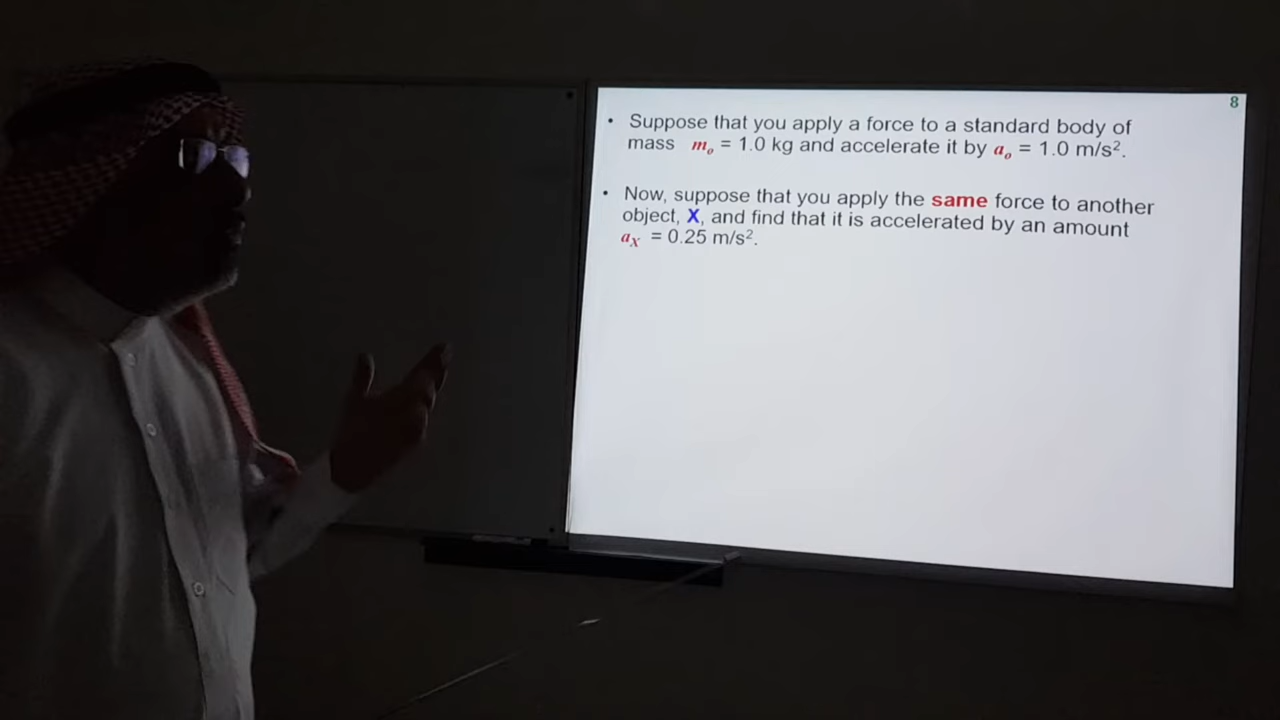 8
• Suppose that you apply a force to a standard body of
mass mₒ = 1.0 kg and accelerate it by aₒ = 1.0 m/s².
• Now, suppose that you apply the same force to another
object, X, and find that it is accelerated by an amount
aₓ = 0.25 m/s².